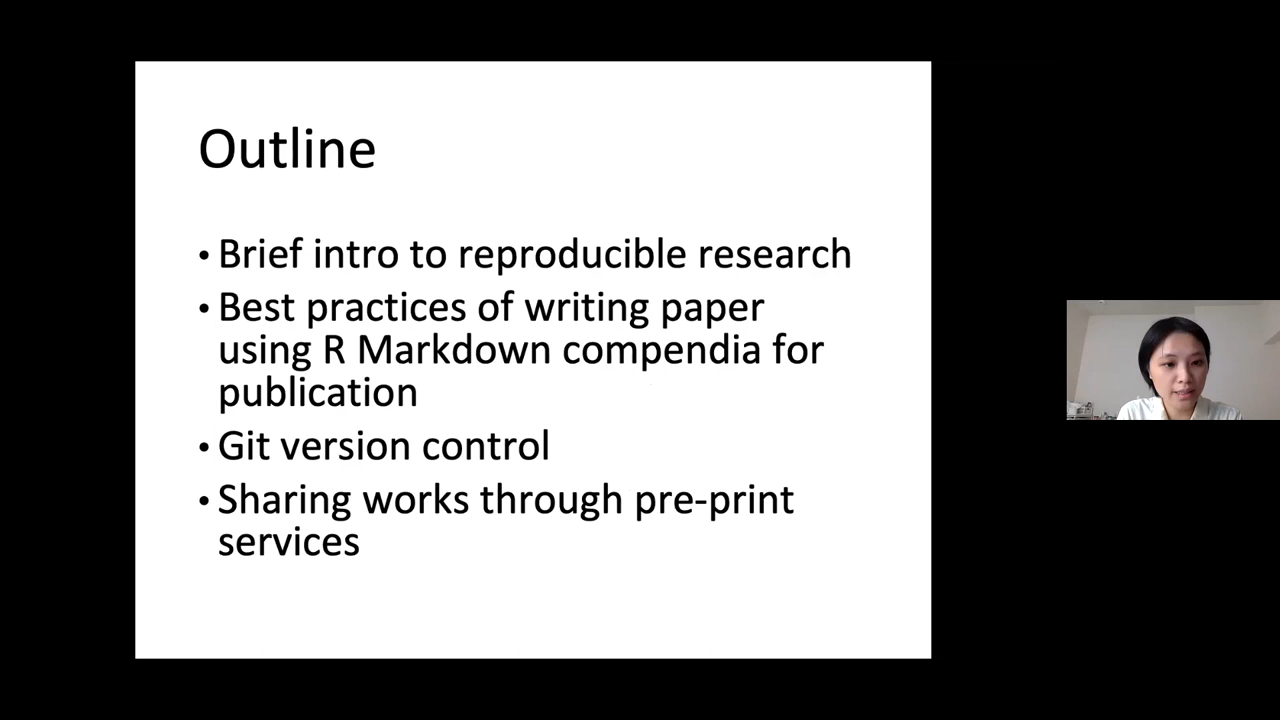 Outline
• Brief intro to reproducible research
• Best practices of writing paper
using R Markdown compendia for
publication
• Git version control
• Sharing works through pre-print
services